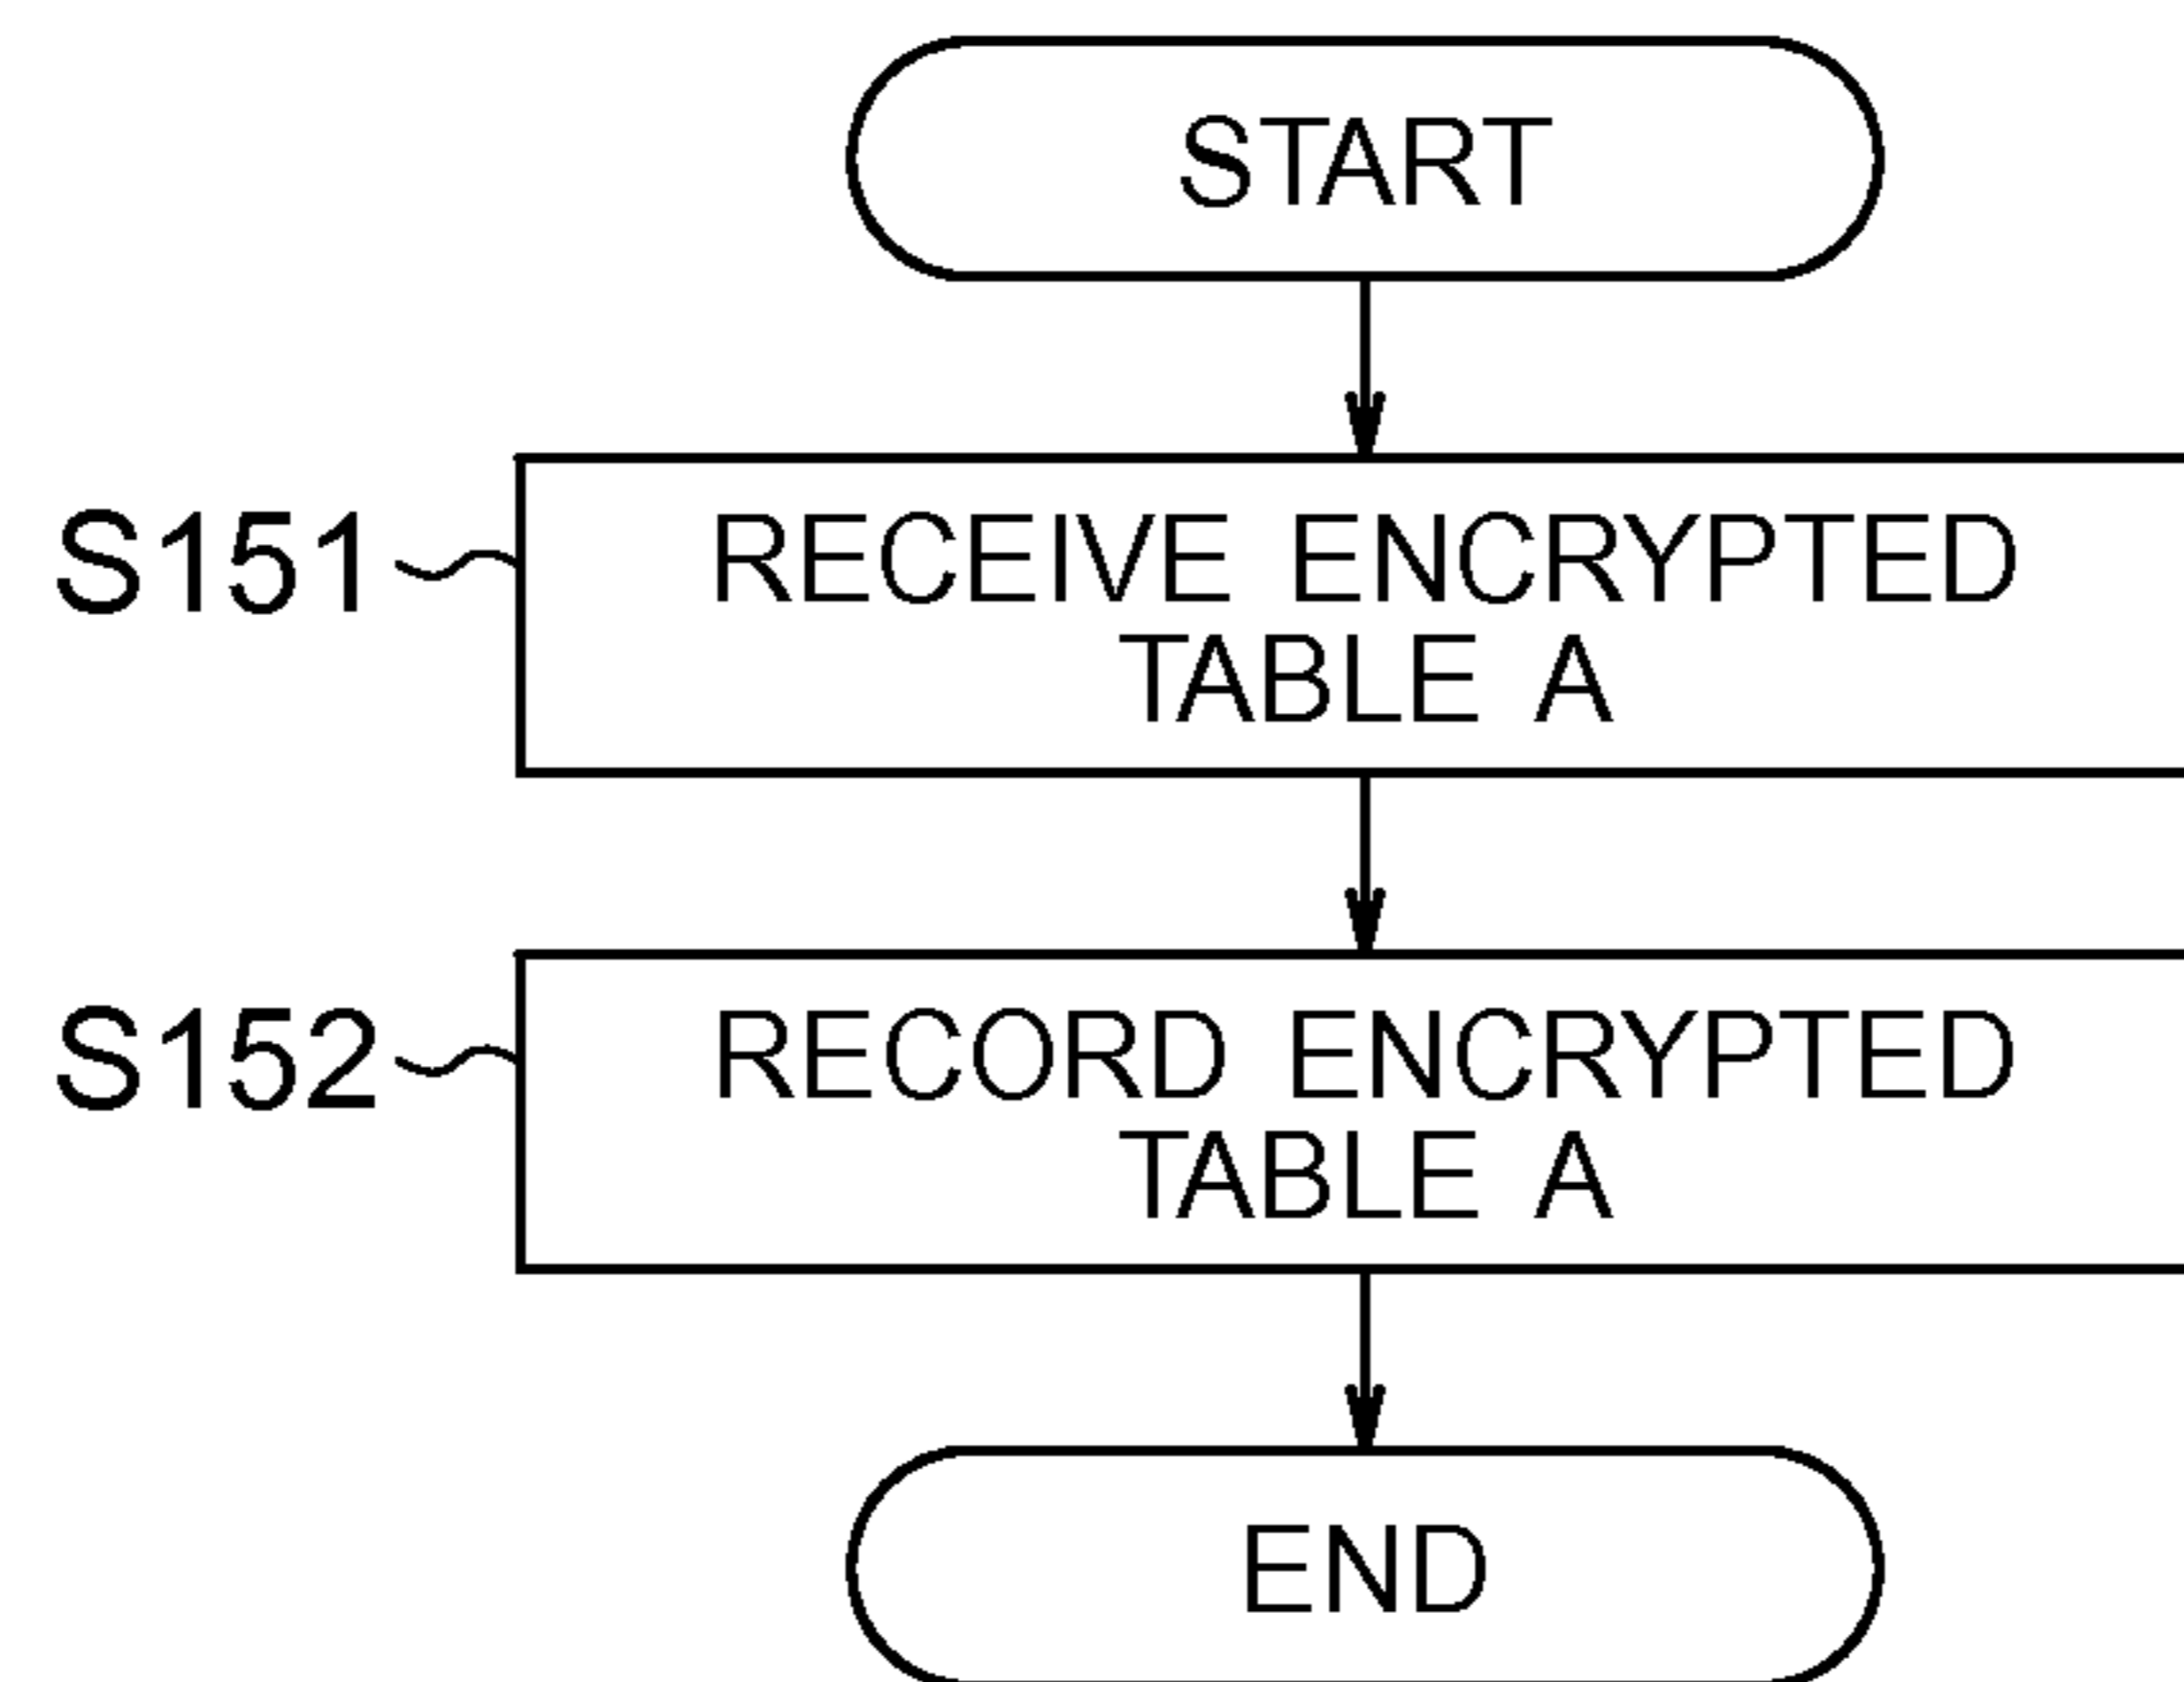 START
S151
RECEIVE ENCRYPTED
TABLE A
S152
RECORD ENCRYPTED
TABLE A
END